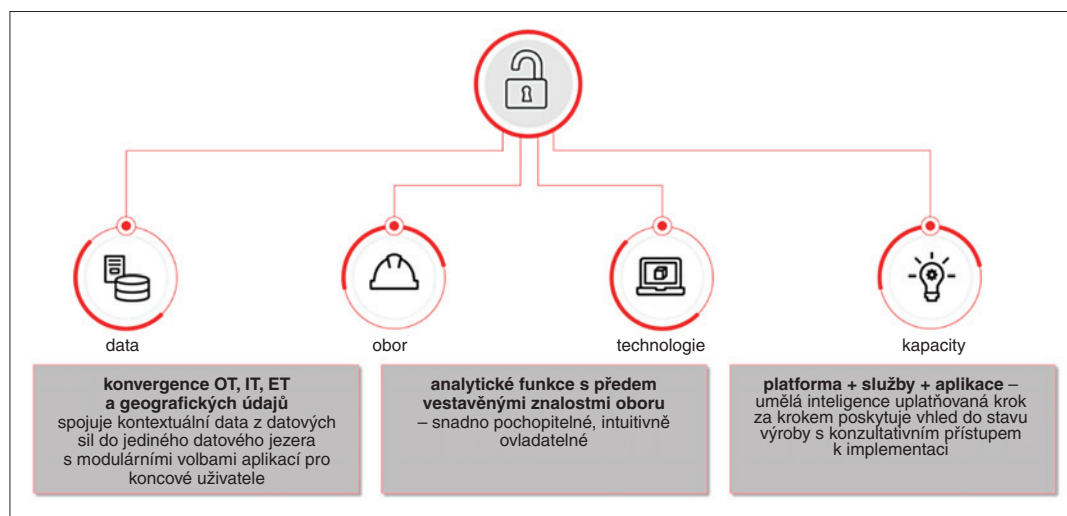 data
obor
technologie
kapacity
konvergence OT, IT, ET
a geografických údajů
spojuje kontextuální data z datových
sil do jediného datového jezera
s modulárními volbami aplikací pro
koncové uživatele
analytické funkce s předem
vestavěnými znalostmi oboru
– snadno pochopitelné, intuitivně
ovladatelné
platforma + služby + aplikace –
umělá inteligence uplatňovaná krok
za krokem poskytuje vhled do stavu
výroby s konzultativním přístupem
k implementaci